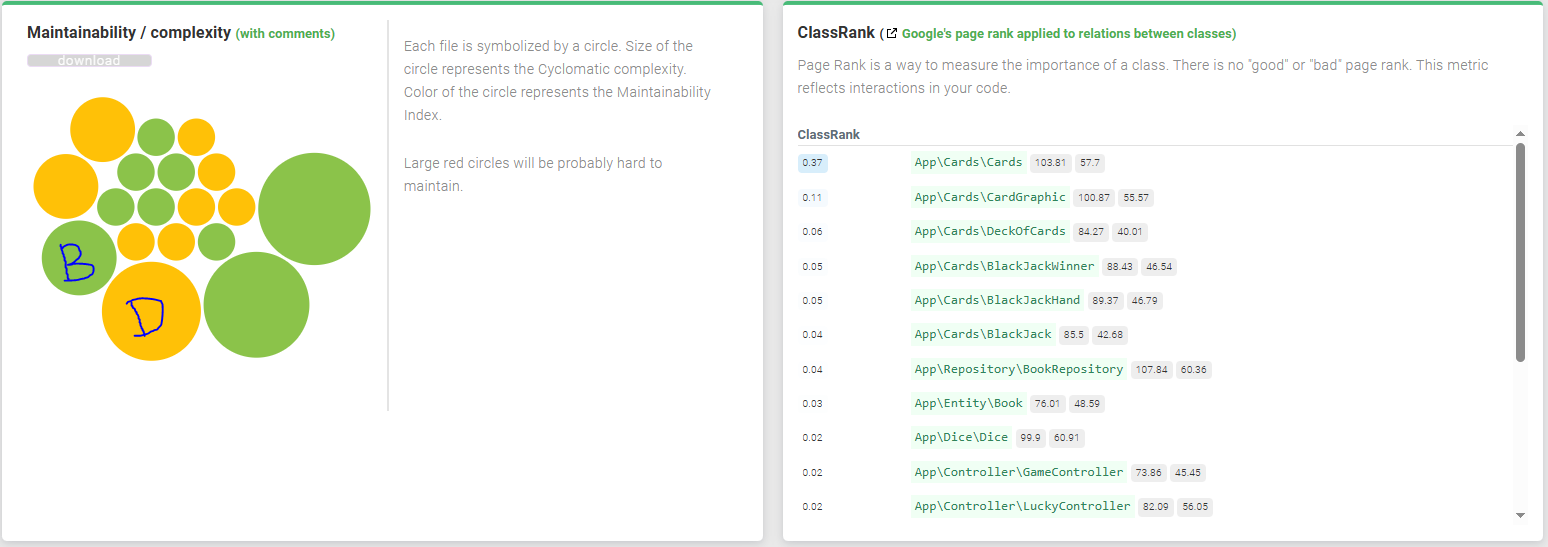 Maintainability / complexity (with comments)
download
Each file is symbolized by a circle. Size of the
circle represents the Cyclomatic complexity.
Color of the circle represents the Maintainability
Index.
Large red circles will be probably hard to
maintain.
B
D
ClassRank ( Google's page rank applied to relations between classes)
Page Rank is a way to measure the importance of a class. There is no "good" or "bad" page rank. This metric
reflects interactions in your code.
ClassRank
0.37 App\Cards\Cards 103.81 57.7
0.11 App\Cards\CardGraphic 100.87 55.57
0.06 App\Cards\DeckOfCards 84.27 40.01
0.05 App\Cards\BlackJackWinner 88.43 46.54
0.05 App\Cards\BlackJackHand 89.37 46.79
0.04 App\Cards\BlackJack 85.5 42.68
0.04 App\Repository\BookRepository 107.84 60.36
0.03 App\Entity\Book 76.01 48.59
0.02 App\Dice\Dice 99.9 60.91
0.02 App\Controller\GameController 73.86 45.45
0.02 App\Controller\LuckyController 82.09 56.05